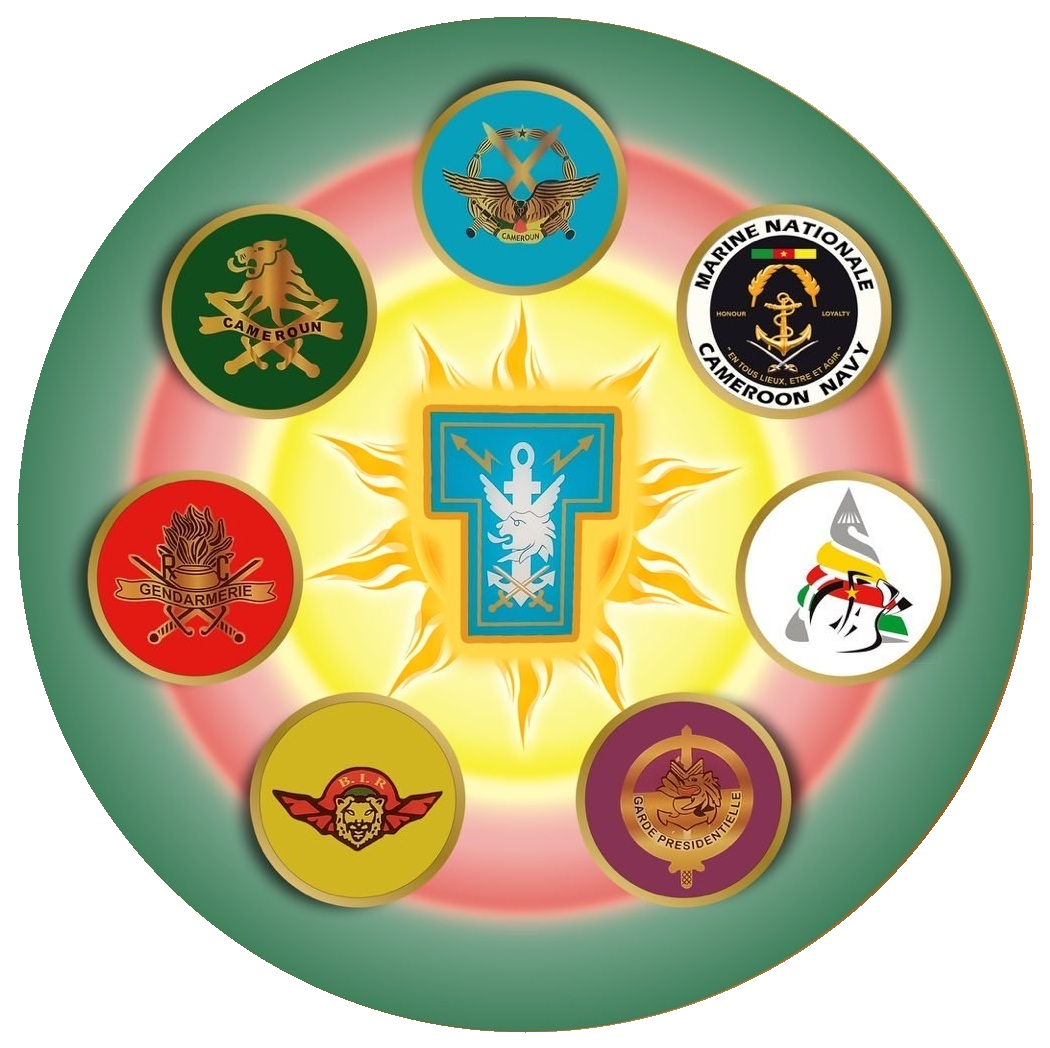 CAMEROUN
MARINE NATIONALE
HONOUR LOYALTY
"EN TOUS LIEUX, ETRE ET AGIR"
CAMEROON NAVY
CAMEROUN
R C
GENDARMERIE
B.I.R
GARDE PRESIDENTIELLE